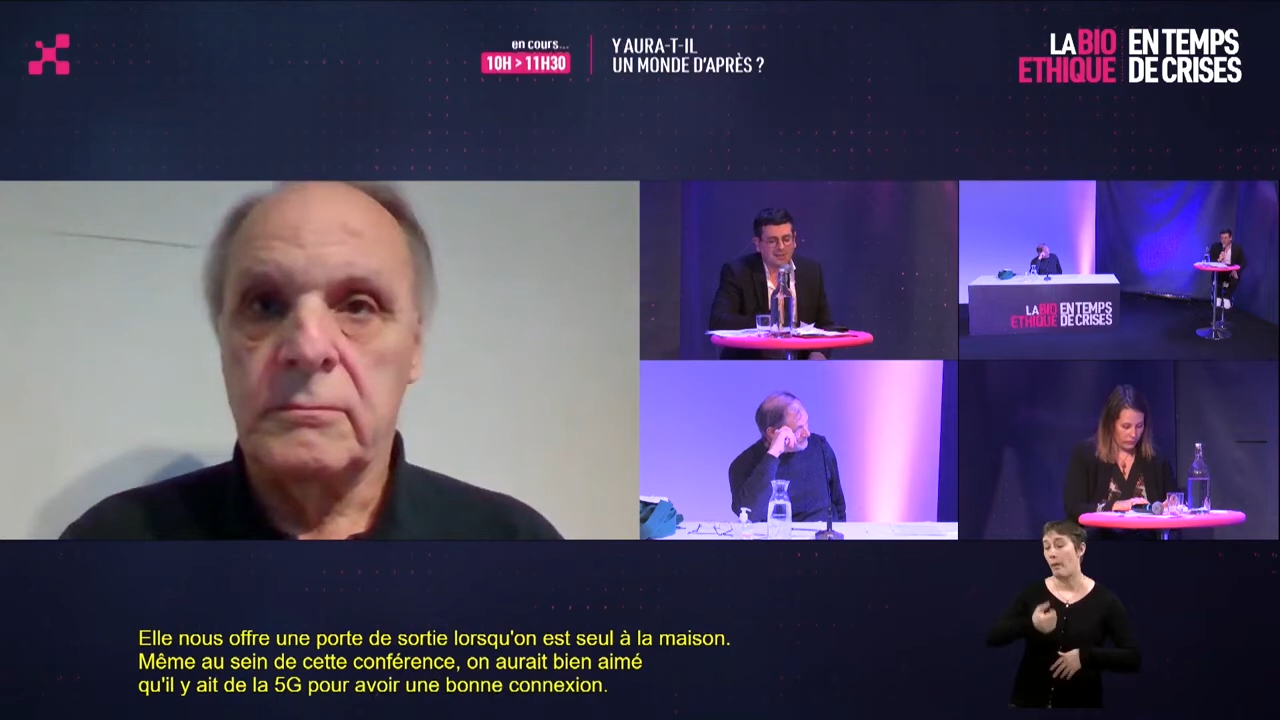 en cours...
10H > 11H30
Y AURA-T-IL
UN MONDE D'APRÈS ?
LA BIO
ETHIQUE
EN TEMPS
DE CRISES
LA BIO
ETHIQUE
EN TEMPS
DE CRISES
Elle nous offre une porte de sortie lorsqu'on est seul à la maison.
Même au sein de cette conférence, on aurait bien aimé
qu'il y ait de la 5G pour avoir une bonne connexion.